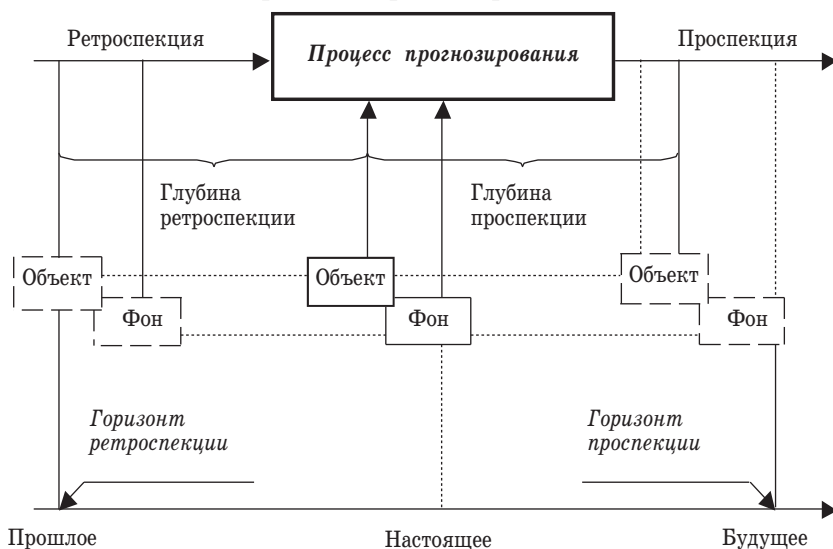 Ретроспекция
Процесс прогнозирования
Проспекция
Глубина
ретроспекции
Глубина
проспекции
Объект
Фон
Объект
Фон
Объект
Фон
Горизонт
ретроспекции
Горизонт
проспекции
Прошлое
Настоящее
Будущее